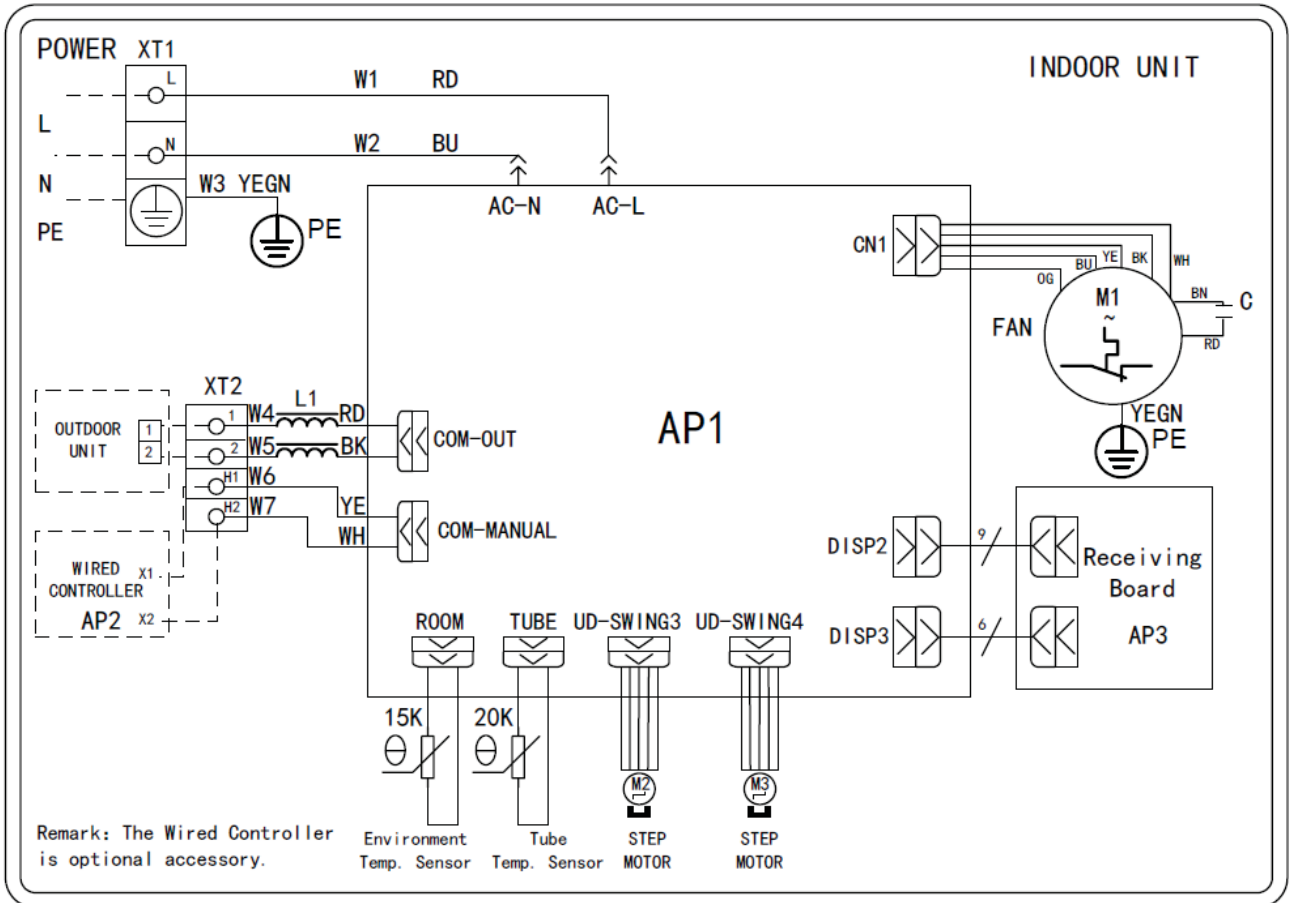 POWER XT1
INDOOR UNIT
L
W1 RD
L
N
W2 BU
N
W3 YEGN
PE
PE
AC-N AC-L
CN1
OG
BU
YE
BK
WH
BN
C
RD
M1
~
FAN
YEGN
PE
XT2
L1
OUTDOOR
UNIT
1
2
1
W4
RD
2
W5
BK
COM-OUT
H1
W6
YE
H2
W7
WH
COM-MANUAL
AP1
WIRED
CONTROLLER
AP2
X1
X2
DISP2
9
Receiving
Board
AP3
DISP3
6
ROOM TUBE UD-SWING3 UD-SWING4
15K 20K
θ θ
M2 M3
Remark: The Wired Controller
is optional accessory.
Environment
Temp. Sensor
Tube
Temp. Sensor
STEP
MOTOR
STEP
MOTOR